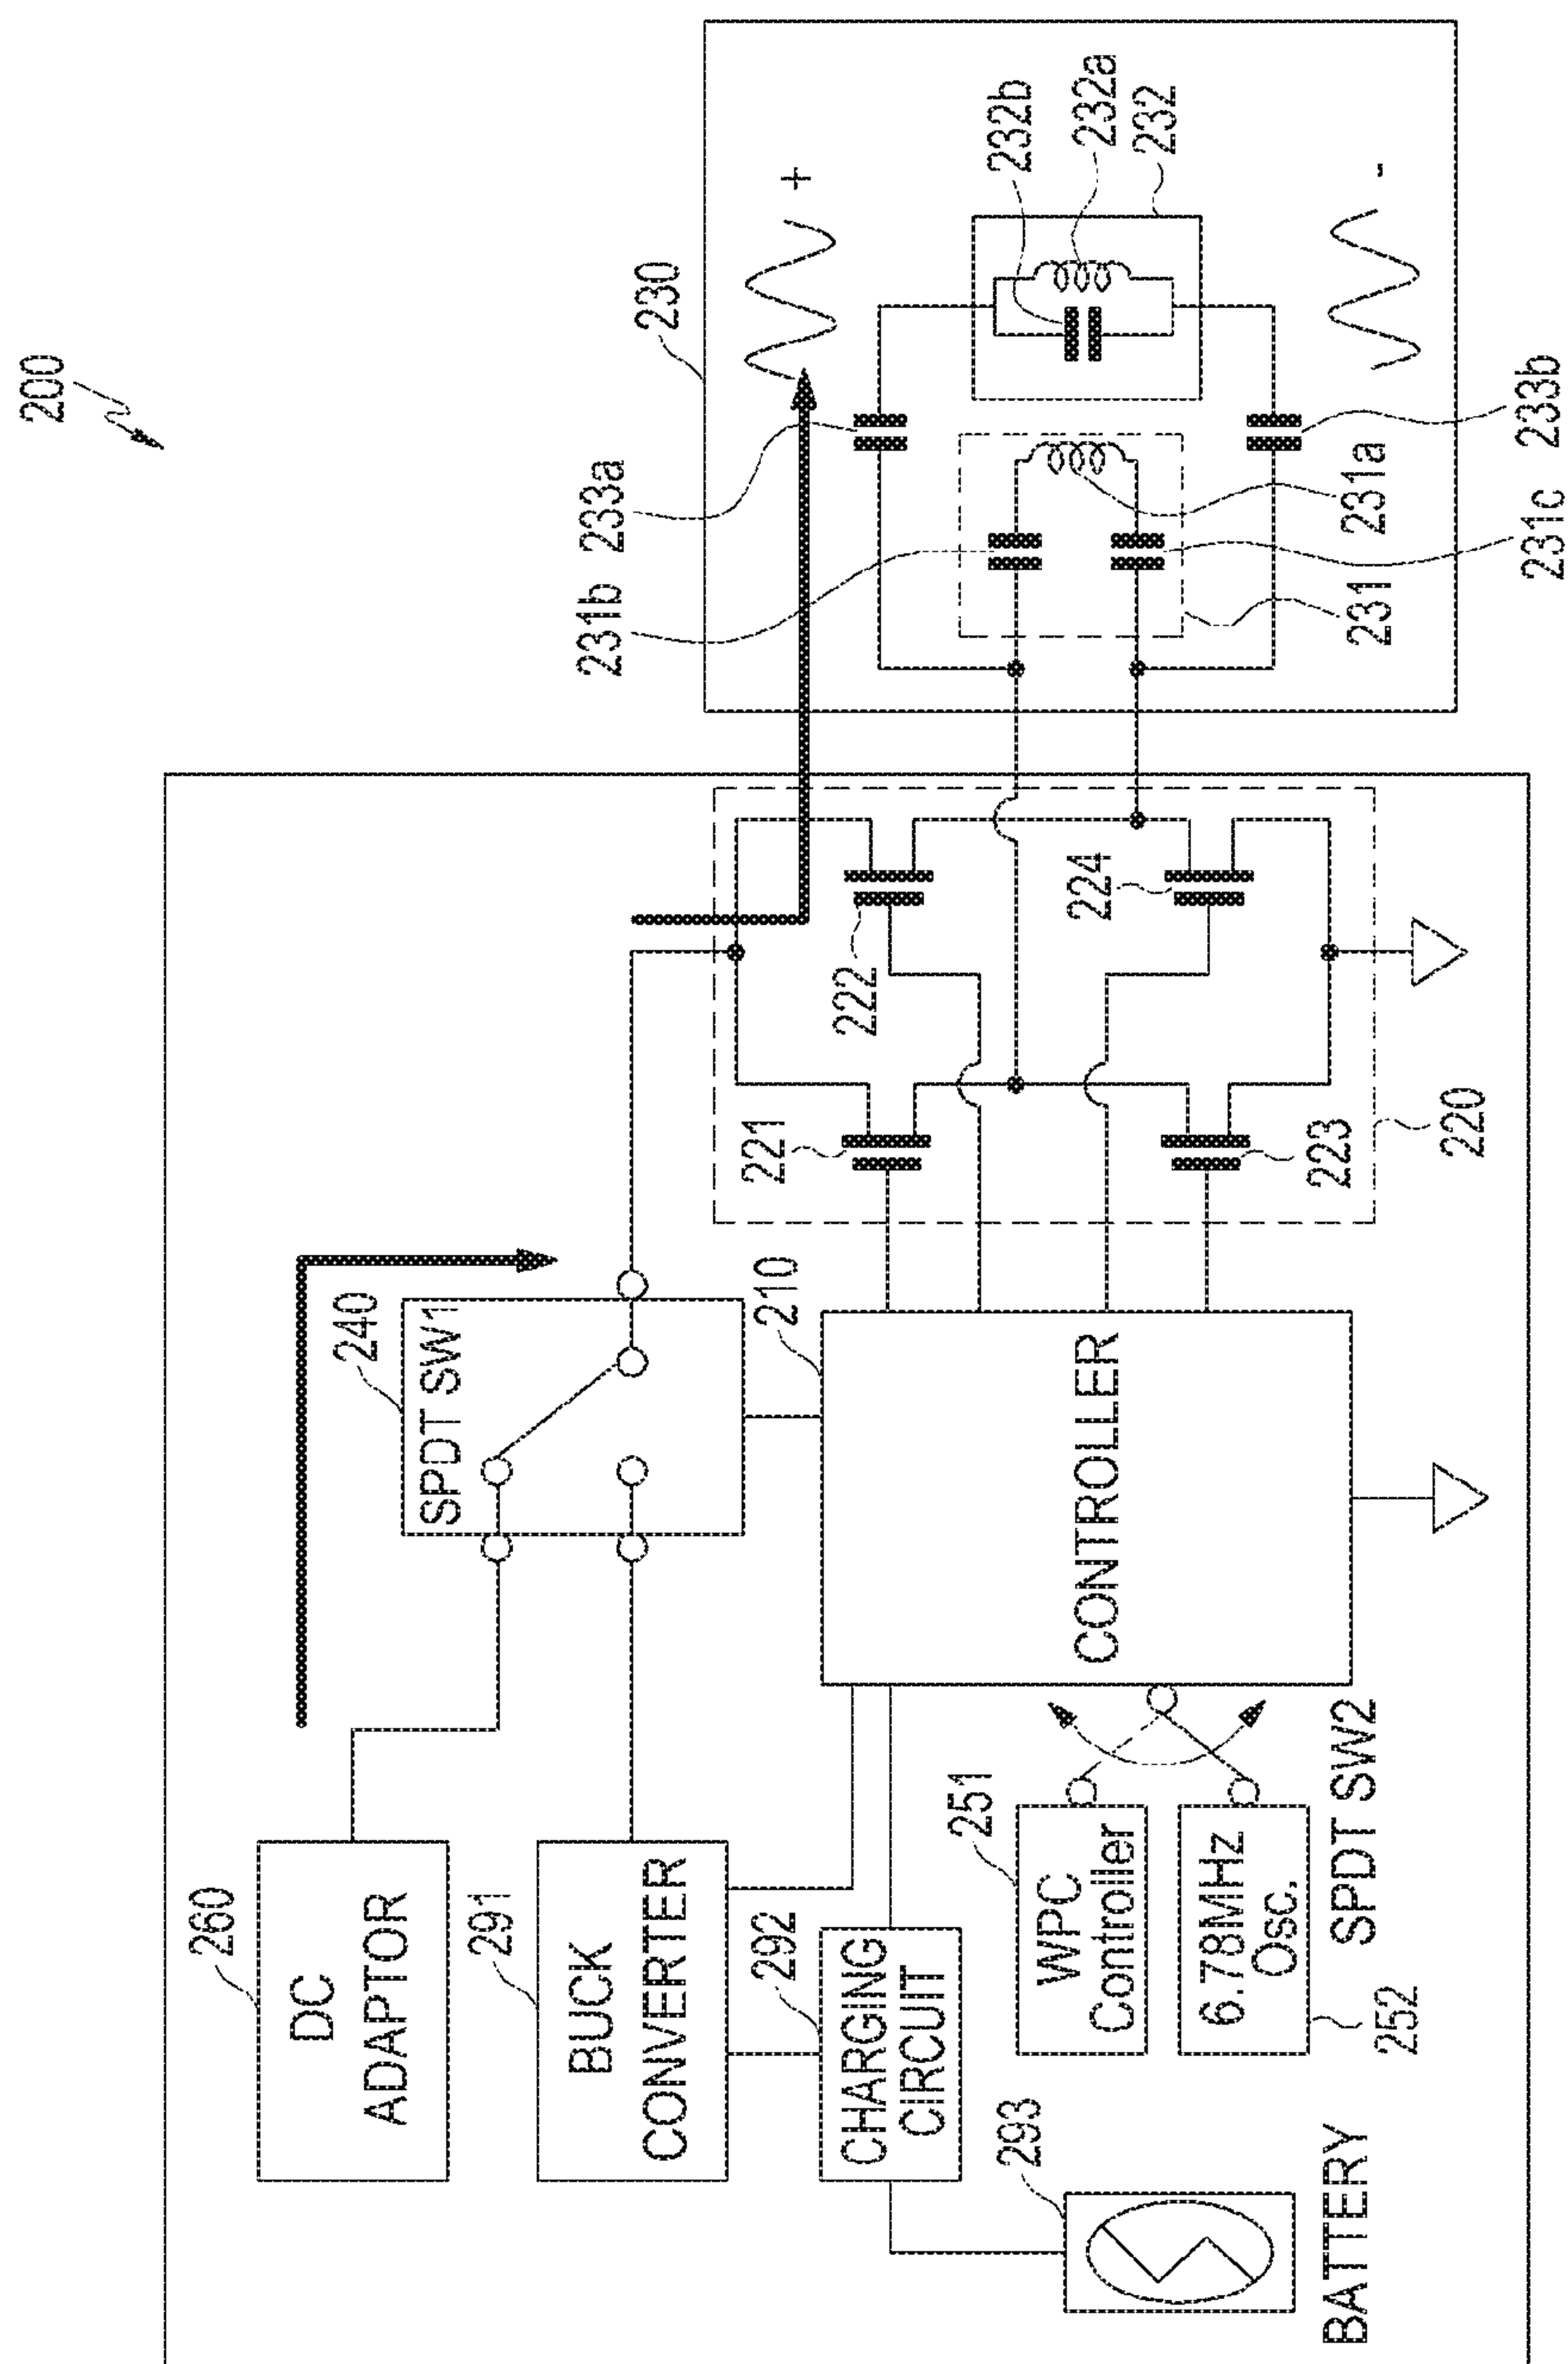 200
230
+
232b
232a
232
-
231b
233a
231
231a
231c
233b
240
SPDT SW1
210
CONTROLLER
221
222
223
224
220
260
DC
ADAPTOR
291
BUCK
CONVERTER
292
CHARGING
CIRCUIT
251
WPC
Controller
6.78MHz
Osc.
252
SPDT SW2
293
BATTERY